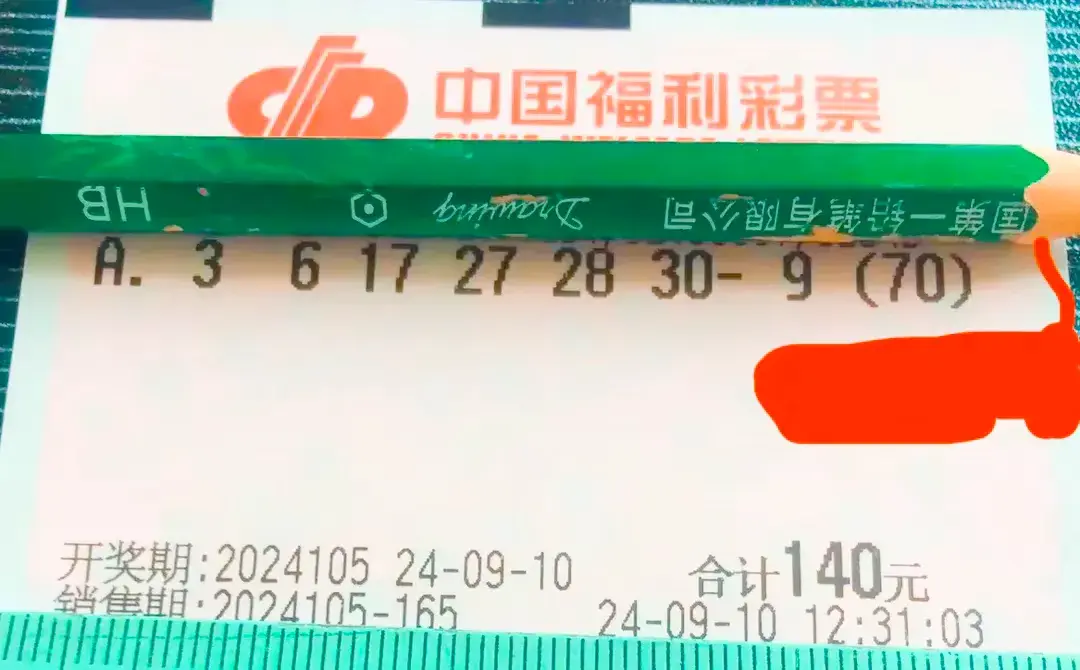 中国福利彩票
国第一铅笔有限公司 Drawing HB
A. 3 6 17 27 28 30- 9 (70)
开奖期:2024105 24-09-10 合计140元
销售期:2024105-165 24-09-10 12:31:03